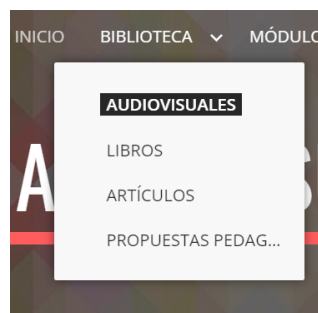 INICIO BIBLIOTECA MÓDULO
AUDIOVISUALES
LIBROS
ARTÍCULOS
PROPUESTAS PEDAG...